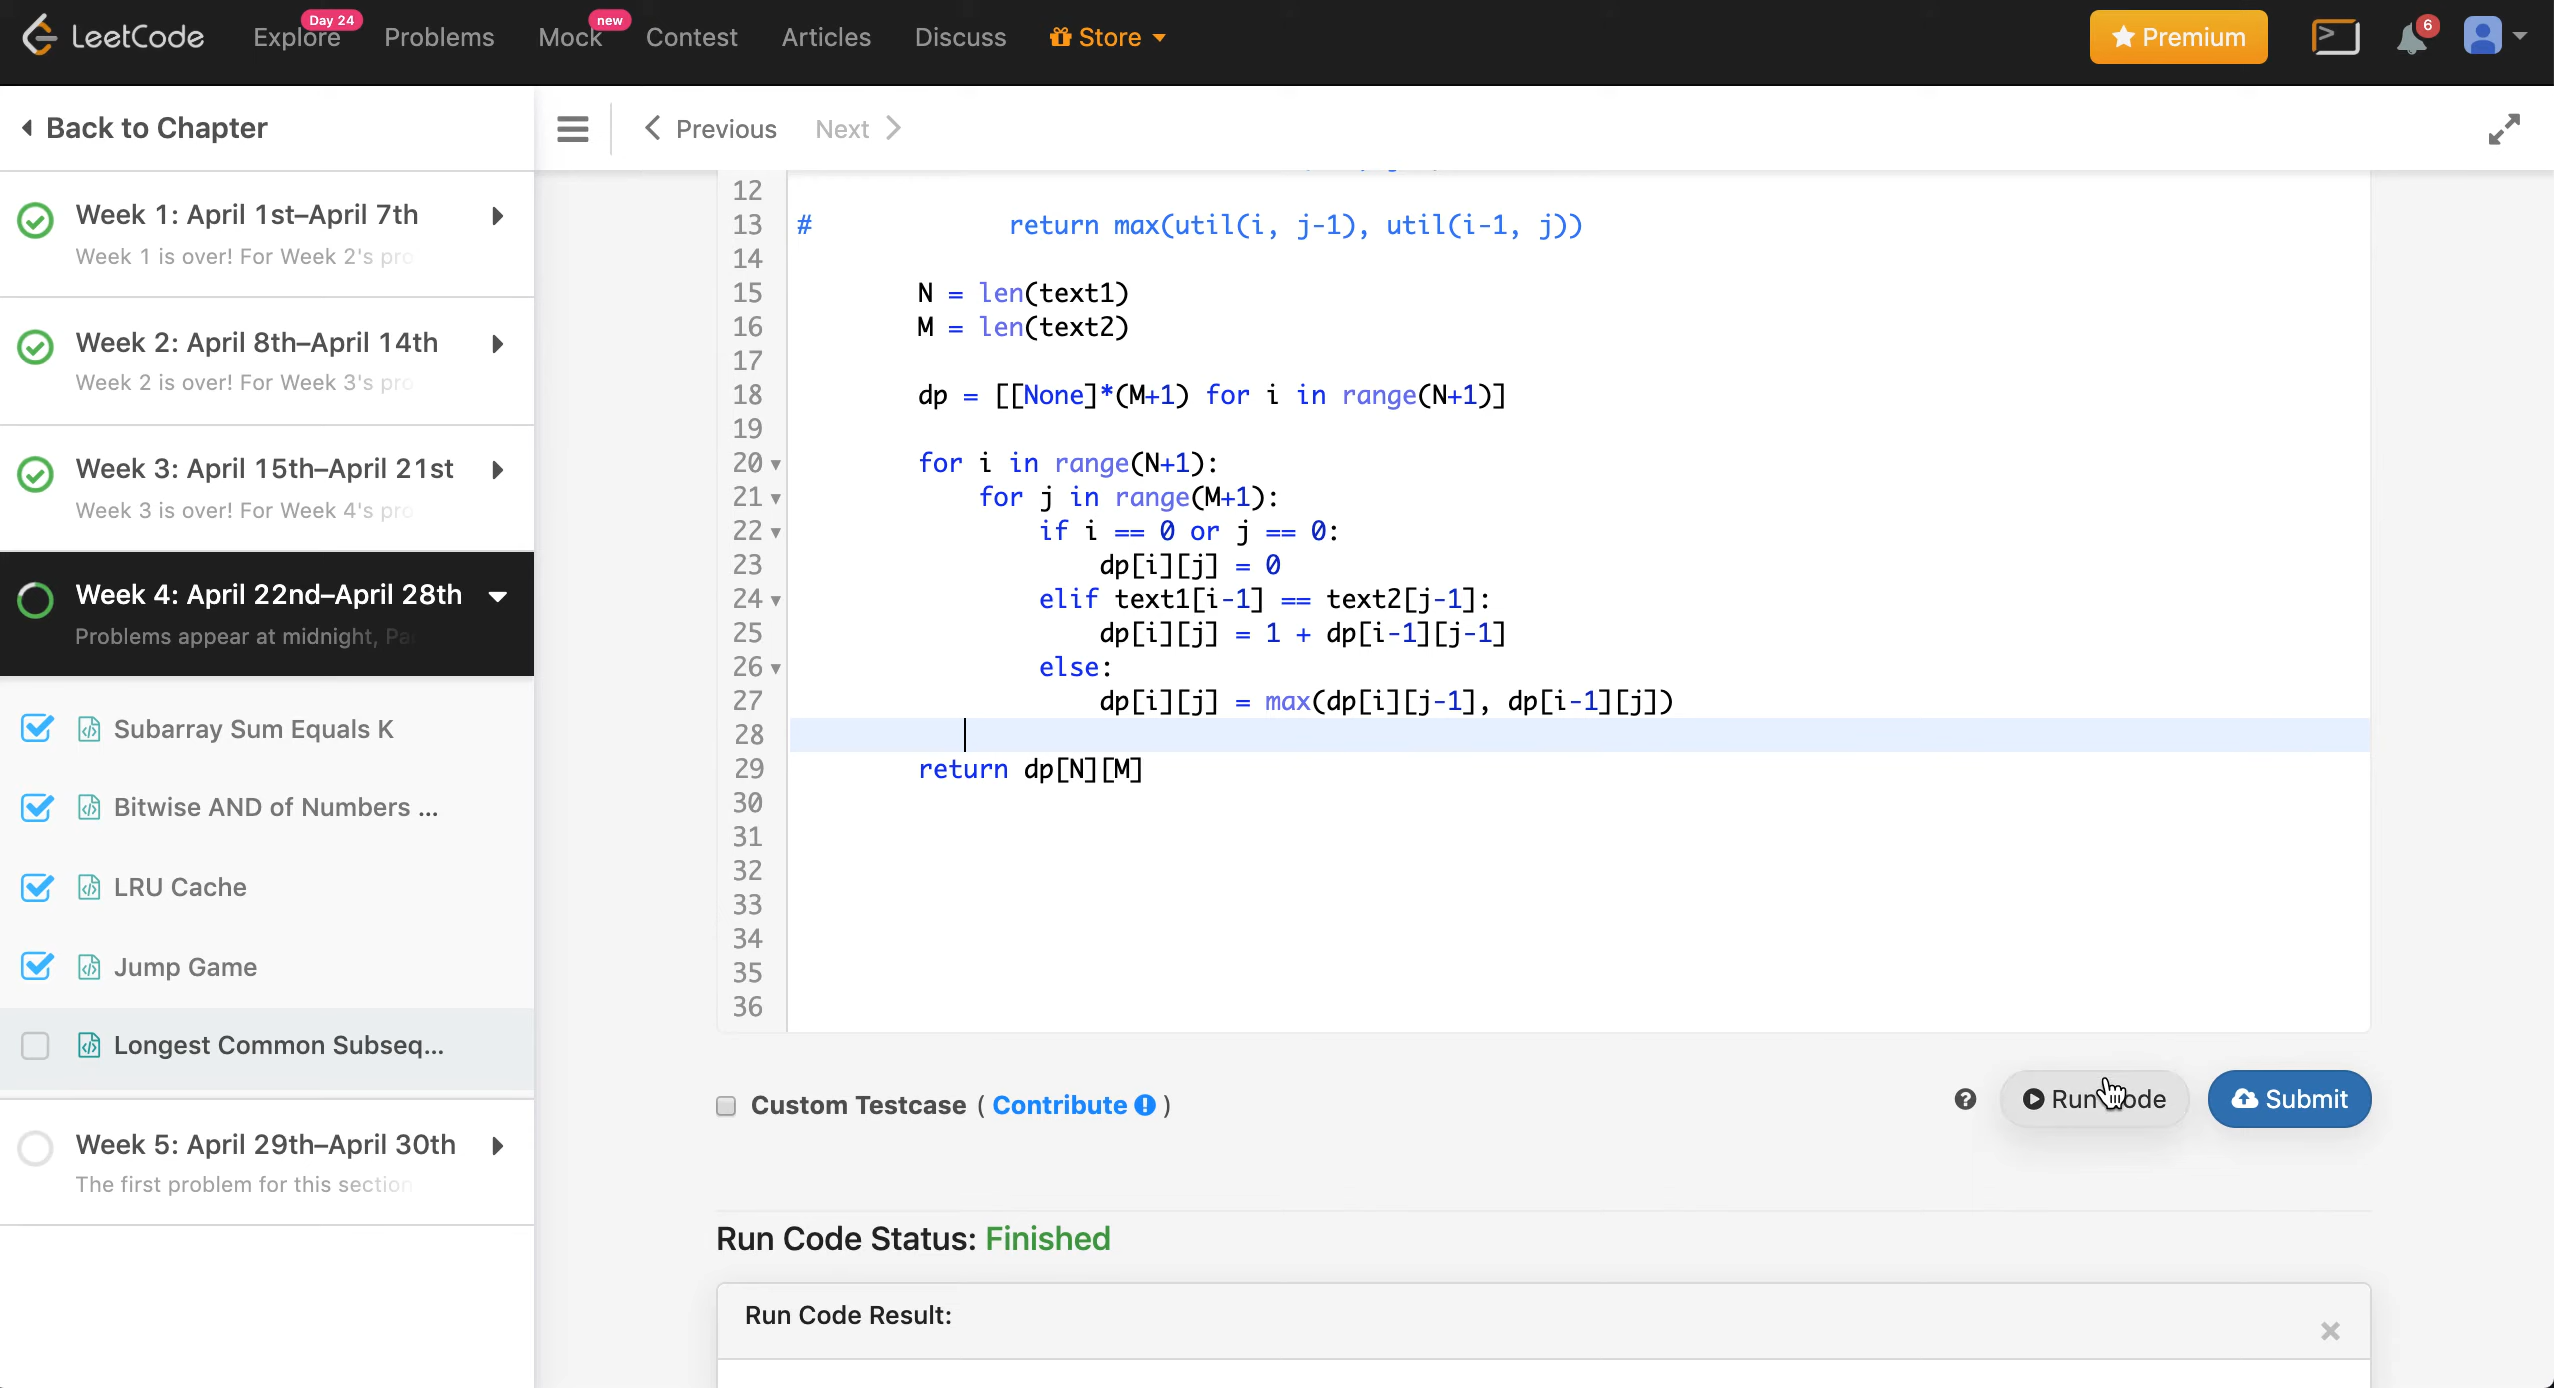 LeetCode
Explore
Day 24
Problems
Mock
new
Contest
Articles
Discuss
Store
Premium
6
Back to Chapter
Previous
Next
Week 1: April 1st–April 7th
Week 1 is over! For Week 2's pro
Week 2: April 8th–April 14th
Week 2 is over! For Week 3's pro
Week 3: April 15th–April 21st
Week 3 is over! For Week 4's pro
Week 4: April 22nd–April 28th
Problems appear at midnight, Pa
Subarray Sum Equals K
Bitwise AND of Numbers ...
LRU Cache
Jump Game
Longest Common Subseq...
Week 5: April 29th–April 30th
The first problem for this section
12
13 # return max(util(i, j-1), util(i-1, j))
14
15 N = len(text1)
16 M = len(text2)
17
18 dp = [[None]*(M+1) for i in range(N+1)]
19
20 for i in range(N+1):
21 for j in range(M+1):
22 if i == 0 or j == 0:
23 dp[i][j] = 0
24 elif text1[i-1] == text2[j-1]:
25 dp[i][j] = 1 + dp[i-1][j-1]
26 else:
27 dp[i][j] = max(dp[i][j-1], dp[i-1][j])
28
29 return dp[N][M]
30
31
32
33
34
35
36
Custom Testcase ( Contribute )
Run Code
Submit
Run Code Status: Finished
Run Code Result: